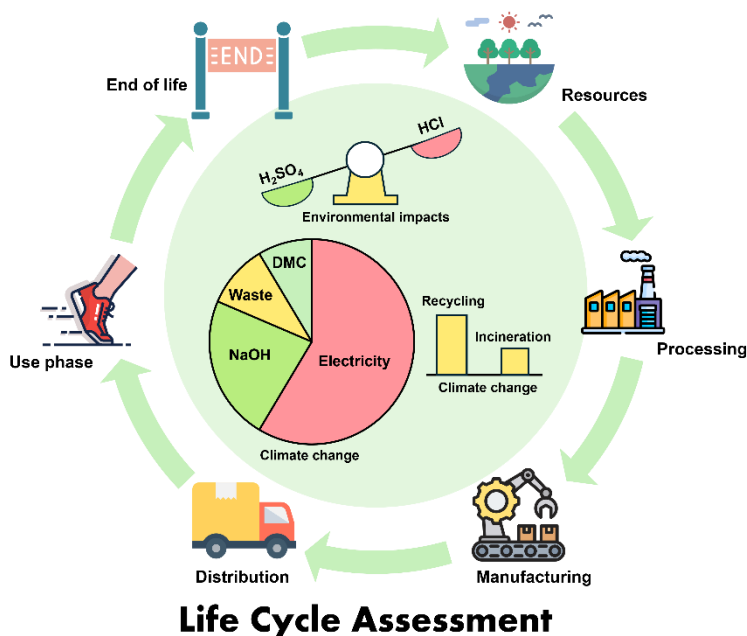 END
End of life
Resources
HCl
H₂SO₄
Environmental impacts
DMC
Waste
NaOH
Electricity
Climate change
Recycling
Incineration
Climate change
Use phase
Processing
Distribution
Manufacturing
Life Cycle Assessment